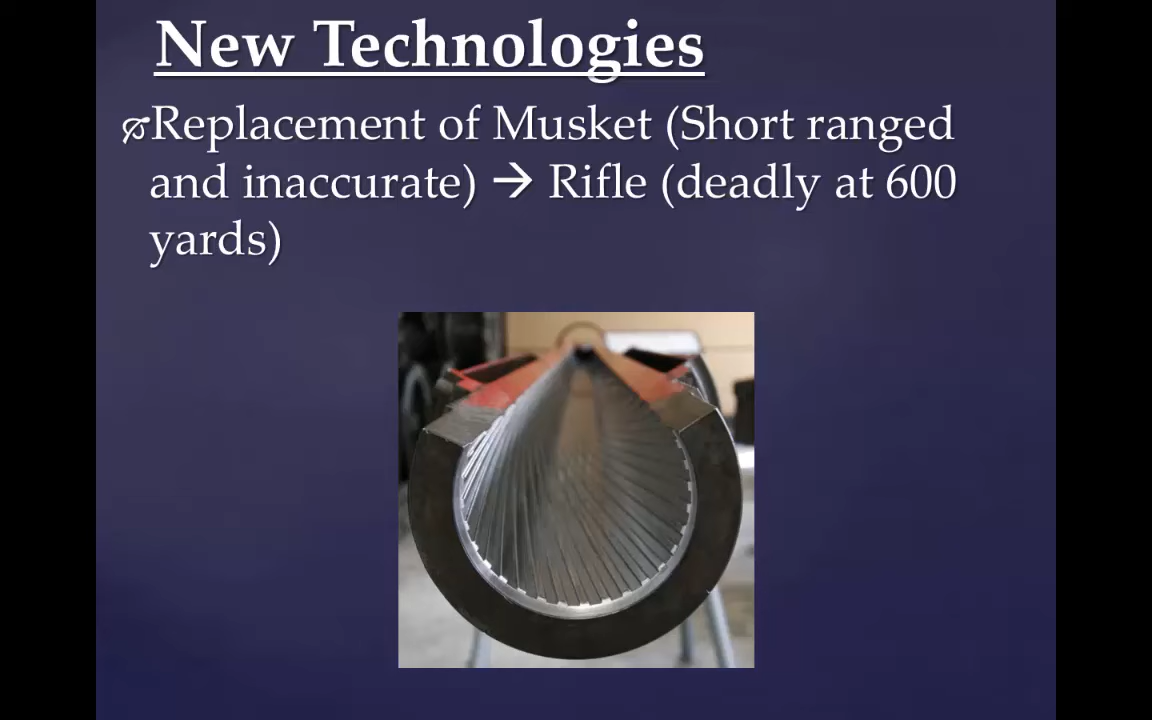 New Technologies
Replacement of Musket (Short ranged
and inaccurate) → Rifle (deadly at 600
yards)